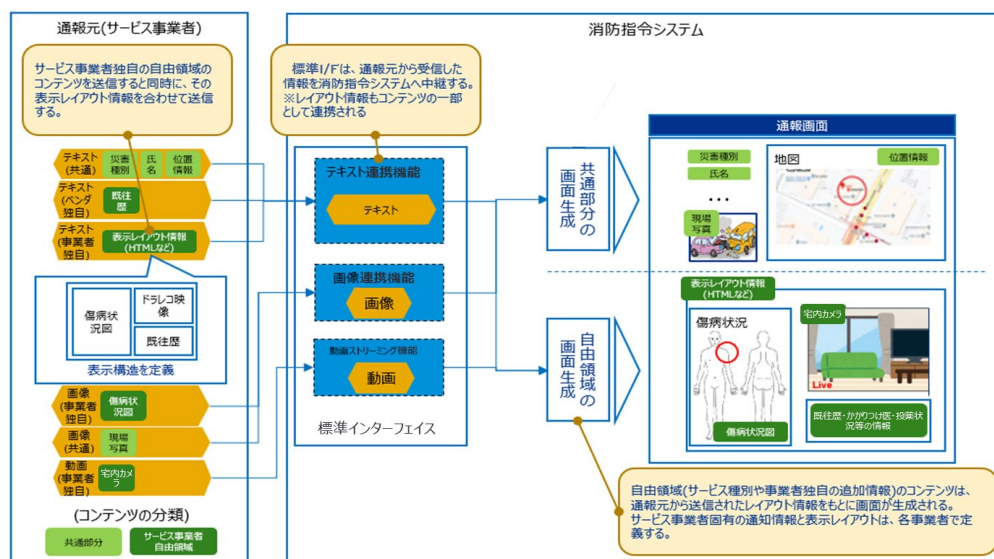 通報元(サービス事業者)
サービス事業者独自の自由領域の
コンテンツを送信すると同時に、その
表示レイアウト情報を合わせて送信
する。
テキスト
(共通)
災害
種別
氏
名
位置
情報
テキスト
(ベンダ
独自)
既往
歴
テキスト
(事業者
独自)
表示レイアウト情報
(HTMLなど)
傷病状
況図
ドラレコ映
像
既往歴
表示構造を定義
画像
(事業者
独自)
傷病状
況図
画像
(共通)
現場
写真
動画
(事業者
独自)
宅内カメ
ラ
(コンテンツの分類)
共通部分
サービス事業者
自由領域
消防指令システム
標準I/Fは、通報元から受信した
情報を消防指令システムへ中継する。
※レイアウト情報もコンテンツの一部
として連携される
テキスト連携機能
テキスト
画像連携機能
画像
動画ストリーミング機能
動画
標準インターフェイス
共通部分の
画面生成
自由領域の
画面生成
通報画面
災害種別
氏名
…
現場
写真
地図
位置情報
表示レイアウト情報
(HTMLなど)
傷病状況
傷病状況図
宅内カメラ
Live
既往歴・かかりつけ医・投薬状
況等の情報
自由領域(サービス種別や事業者独自の追加情報)のコンテンツは、
通報元から送信されたレイアウト情報をもとに画面が生成される。
サービス事業者固有の通知情報と表示レイアウトは、各事業者で定
義する。